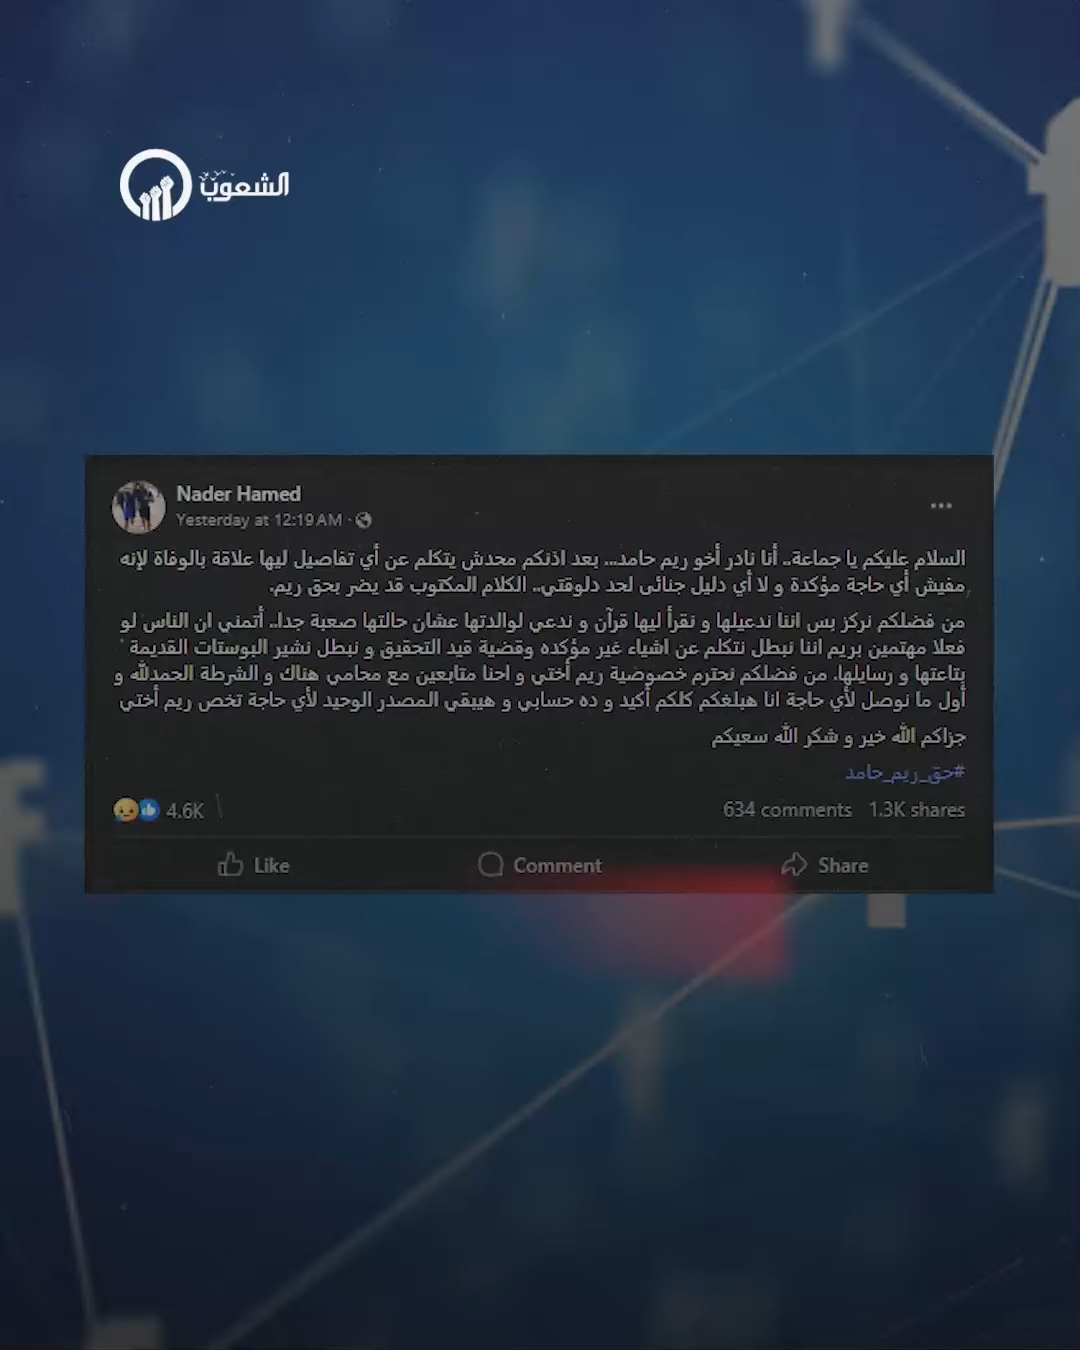 الشعوب
Nader Hamed
Yesterday at 12:19 AM ·
السلام عليكم يا جماعة.. أنا نادر أخو ريم حامد... بعد اذنكم محدش يتكلم عن أي تفاصيل ليها علاقة بالوفاة لإنه
مفيش أي حاجة مؤكدة و لا أي دليل جنائى لحد دلوقتي.. الكلام المكتوب قد يضر بحق ريم.
من فضلكم نركز بس اننا ندعيلها و نقرأ ليها قرآن و ندعي لوالدتها عشان حالتها صعبة جدا.. أتمني ان الناس لو
فعلا مهتمين بريم اننا نبطل نتكلم عن اشياء غير مؤكده وقضية قيد التحقيق و نبطل نشير البوستات القديمة
بتاعتها و رسايلها. من فضلكم نحترم خصوصية ريم أختي و احنا متابعين مع محامي هناك و الشرطة الحمدلله و
أول ما نوصل لأي حاجة انا هبلغكم كلكم أكيد و ده حسابي و هيبقي المصدر الوحيد لأي حاجة تخص ريم أختي
جزاكم الله خير و شكر الله سعيكم
#حق_ريم_حامد
4.6K 634 comments 1.3K shares
Like Comment Share